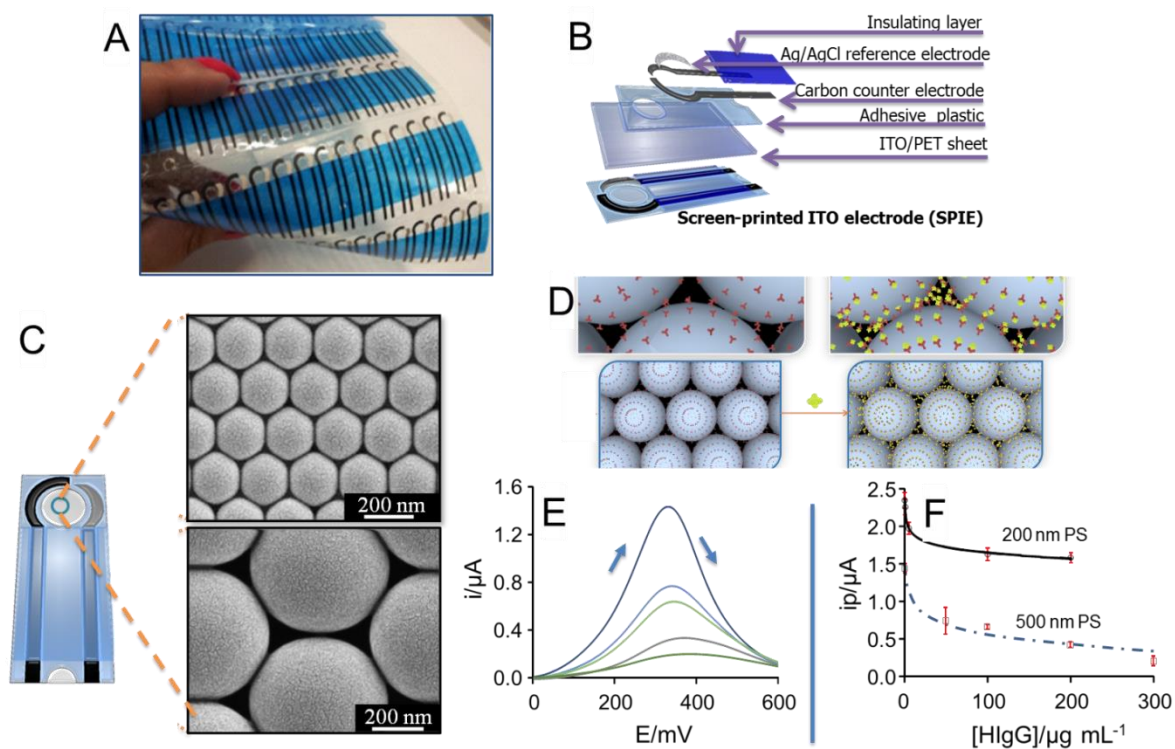 A
B
Insulating layer
Ag/AgCl reference electrode
Carbon counter electrode
Adhesive plastic
ITO/PET sheet
Screen-printed ITO electrode (SPIE)
C
200 nm
200 nm
D
E
1.6
1.2
0.8
0.4
0.0
i/µA
0
200
400
600
E/mV
F
2.5
2.0
1.5
1.0
0.5
0.0
ip/µA
200 nm PS
500 nm PS
0
100
200
300
[HIgG]/µg mL⁻¹